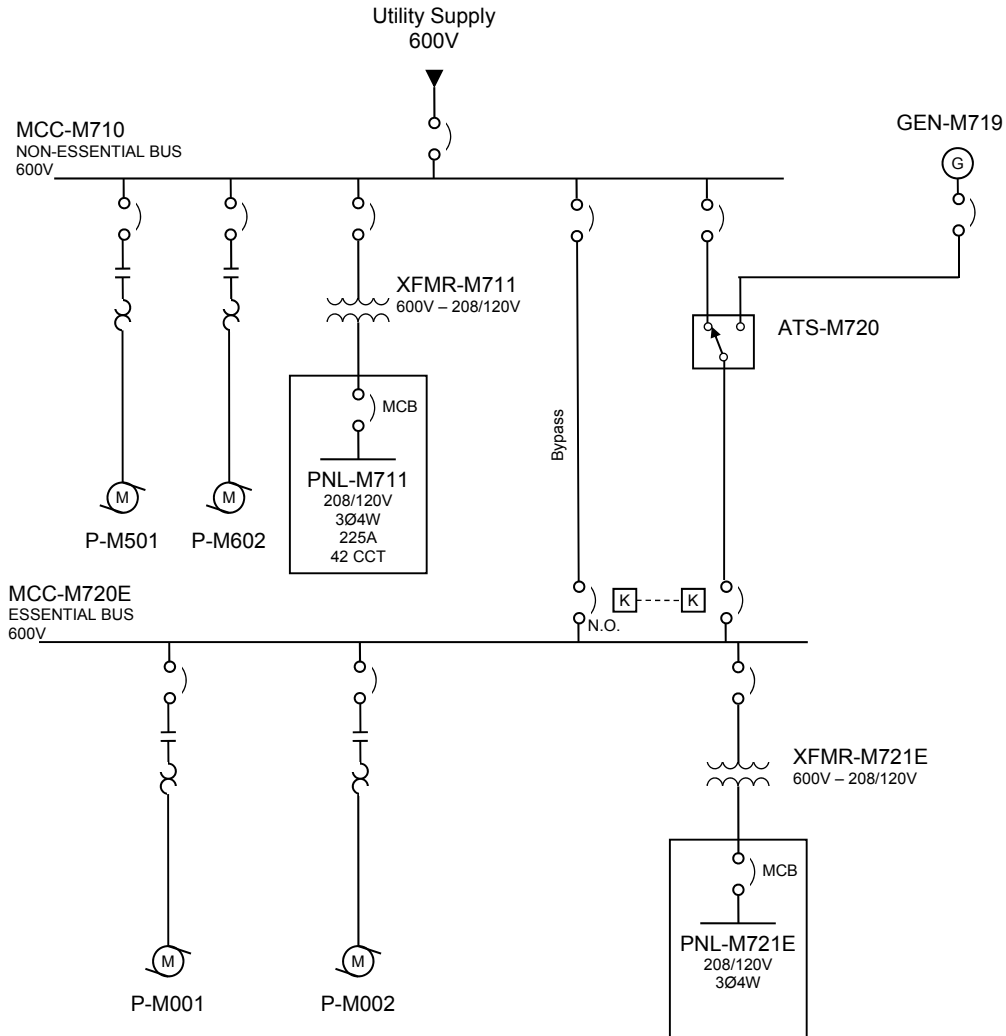 Utility Supply
600V
MCC-M710
NON-ESSENTIAL BUS
600V
GEN-M719
G
XFMR-M711
600V – 208/120V
ATS-M720
MCB
Bypass
PNL-M711
208/120V
3Ø4W
225A
42 CCT
M
M
P-M501
P-M602
MCC-M720E
ESSENTIAL BUS
600V
K
K
N.O.
XFMR-M721E
600V – 208/120V
MCB
PNL-M721E
208/120V
3Ø4W
M
M
P-M001
P-M002